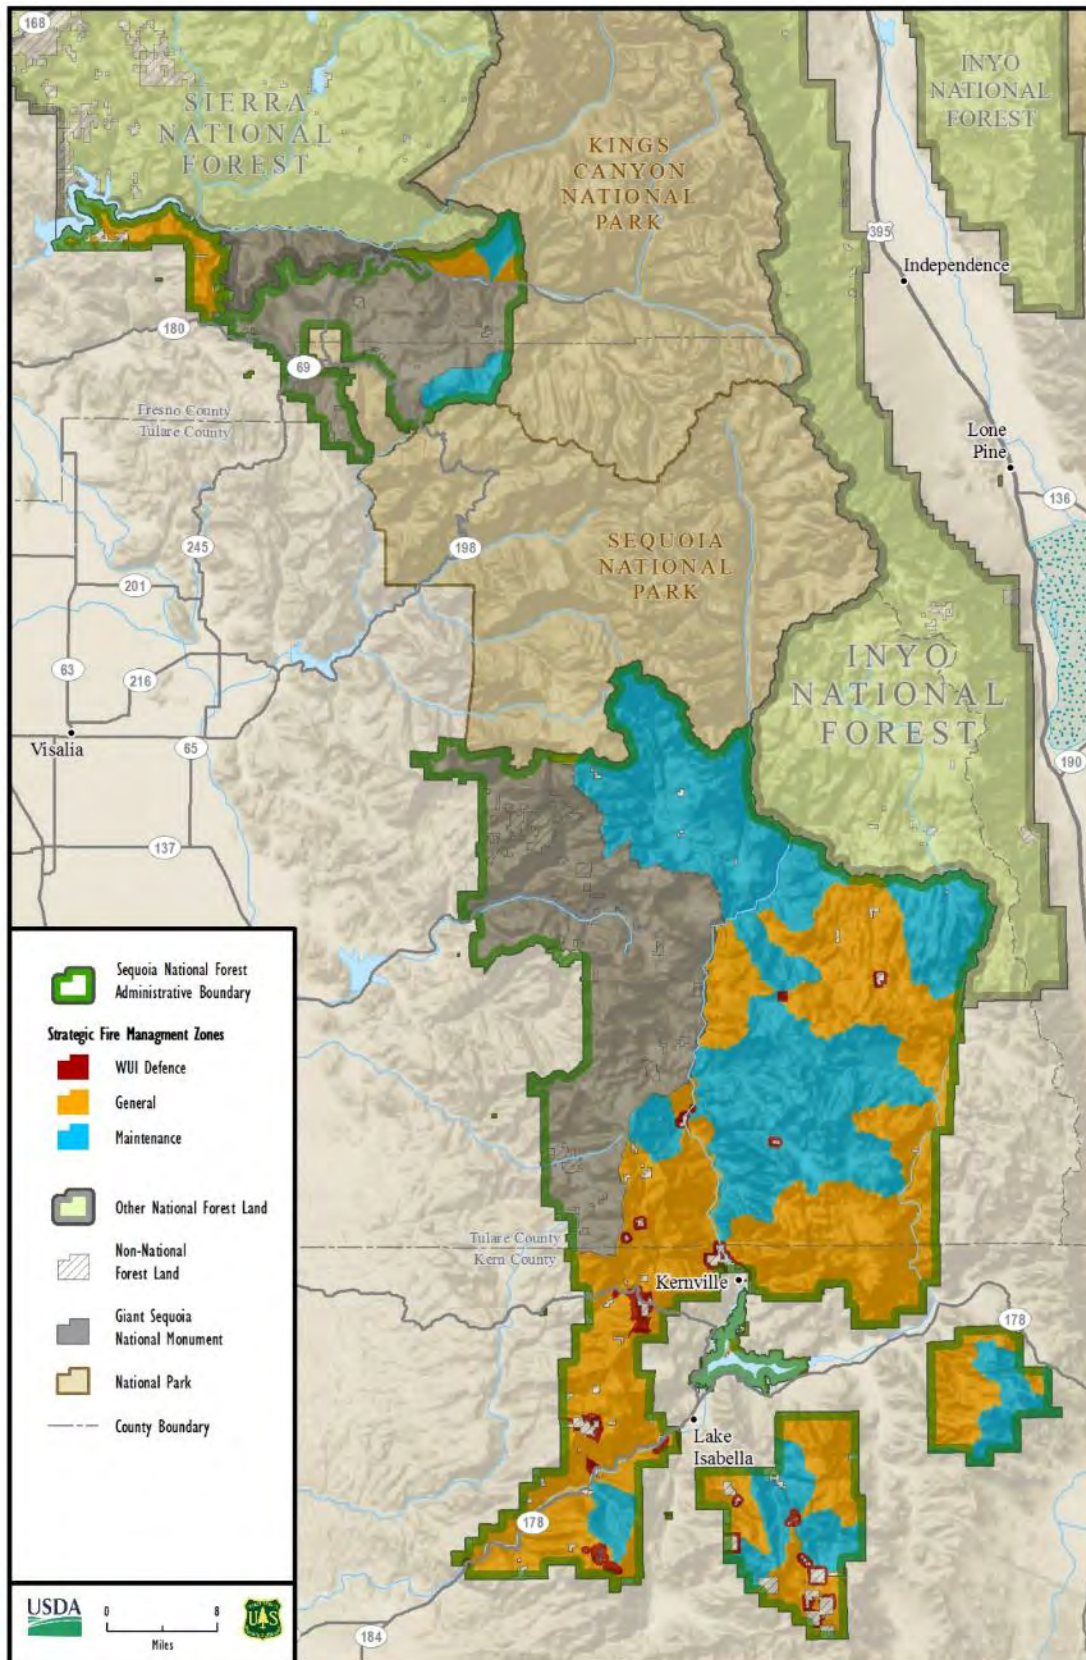 168
SIERRA
NATIONAL
FOREST
KINGS
CANYON
NATIONAL
PARK
INYO
NATIONAL
FOREST
395
Independence
180
69
Fresno County
Tulare County
Lone
Pine
136
245
198
201
SEQUOIA
NATIONAL
PARK
63
216
INYO
NATIONAL
FOREST
Visalia
65
190
137
Sequoia National Forest
Administrative Boundary
Strategic Fire Managment Zones
WUI Defence
General
Maintenance
Other National Forest Land
Non-National
Forest Land
Giant Sequoia
National Monument
National Park
County Boundary
Tulare County
Kern County
Kernville
178
Lake
Isabella
178
USDA
0 8
Miles
U S
184